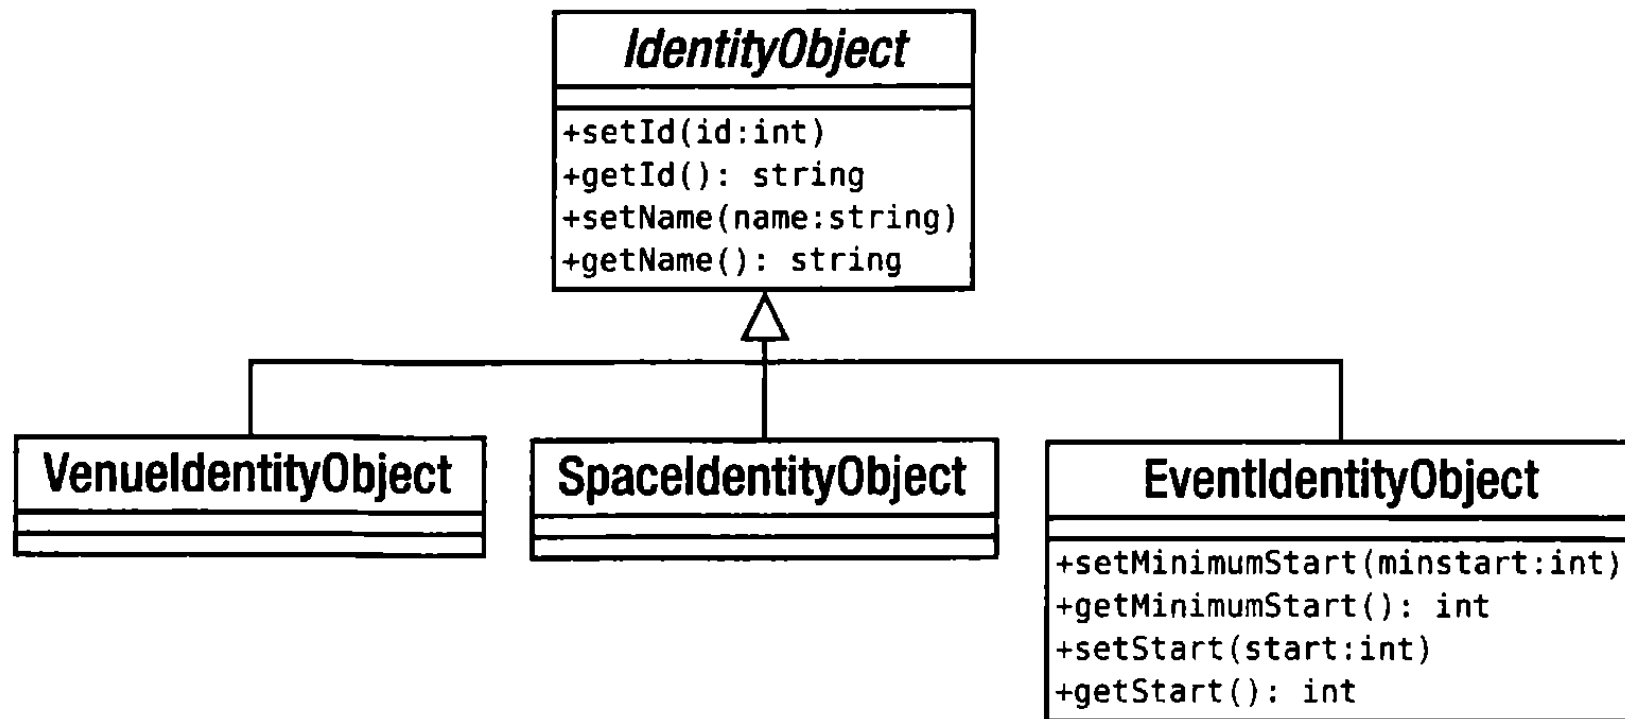 IdentityObject
+setId(id:int)
+getId(): string
+setName(name:string)
+getName(): string
VenueIdentityObject
SpaceIdentityObject
EventIdentityObject
+setMinimumStart(minstart:int)
+getMinimumStart(): int
+setStart(start:int)
+getStart(): int